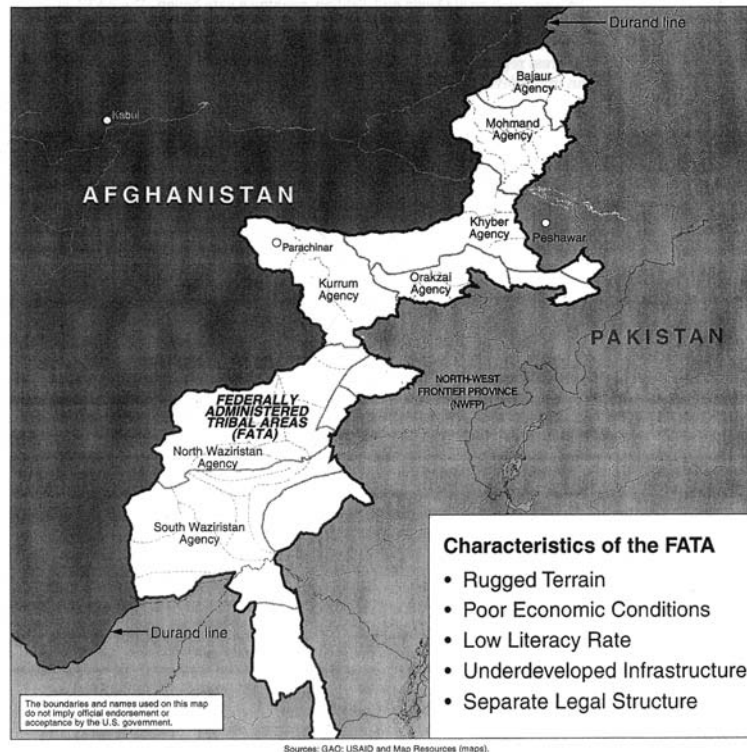 Durand line
Bajaur
Agency
Mohmand
Agency
Kabul
AFGHANISTAN
Khyber
Agency
Peshawar
Parachinar
Kurrum
Agency
Orakzai
Agency
PAKISTAN
NORTH-WEST
FRONTIER PROVINCE
(NWFP)
FEDERALLY
ADMINISTERED
TRIBAL AREAS
(FATA)
North Waziristan
Agency
South Waziristan
Agency
Durand line
Characteristics of the FATA
• Rugged Terrain
• Poor Economic Conditions
• Low Literacy Rate
• Underdeveloped Infrastructure
• Separate Legal Structure
The boundaries and names used on this map
do not imply official endorsement or
acceptance by the U.S. government.
Sources: GAO; USAID and Map Resources (maps).